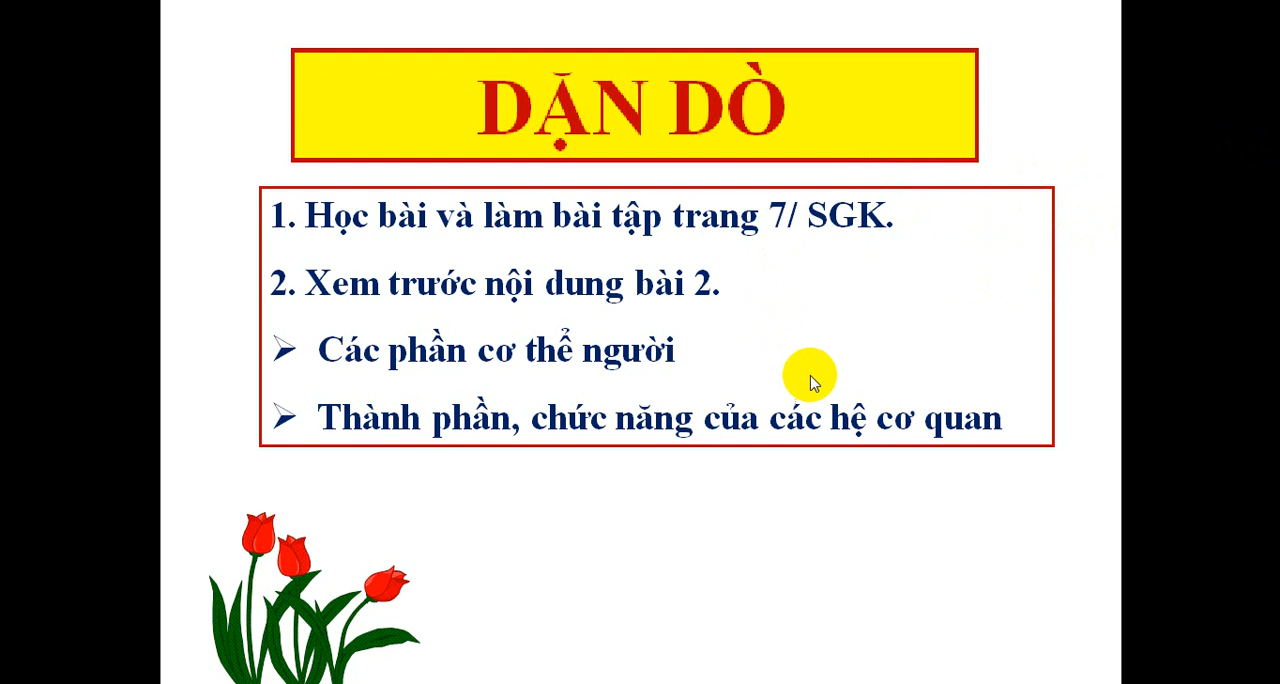 DẶN DÒ
1. Học bài và làm bài tập trang 7/ SGK.
2. Xem trước nội dung bài 2.
➢ Các phần cơ thể người
➢ Thành phần, chức năng của các hệ cơ quan